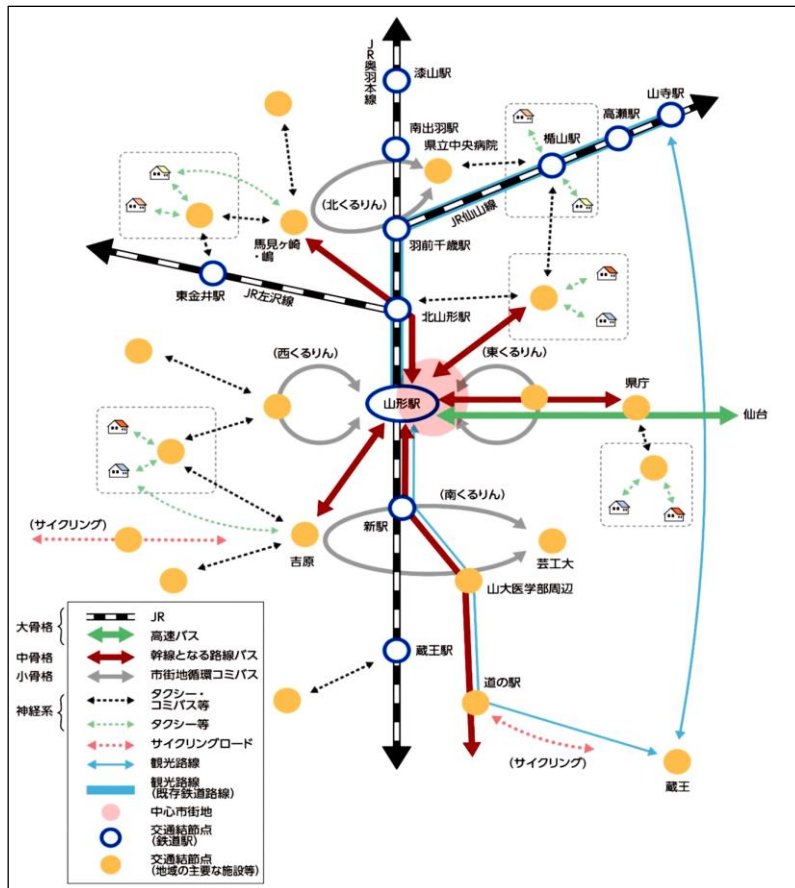 JR奥羽本線
漆山駅
南出羽駅
県立中央病院
楯山駅
高瀬駅
山寺駅
(北くるりん)
JR仙山線
羽前千歳駅
馬見ヶ崎
・嶋
東金井駅
JR左沢線
北山形駅
(西くるりん)
(東くるりん)
山形駅
県庁
仙台
(サイクリング)
吉原
新駅
(南くるりん)
芸工大
山大医学部周辺
蔵王駅
道の駅
(サイクリング)
蔵王
大骨格
JR
高速バス
中骨格
幹線となる路線バス
小骨格
市街地循環コミバス
神経系
タクシー・
コミバス等
タクシー等
サイクリングロード
観光路線
観光路線
(既存鉄道路線)
中心市街地
交通結節点
(鉄道駅)
交通結節点
(地域の主要な施設等)